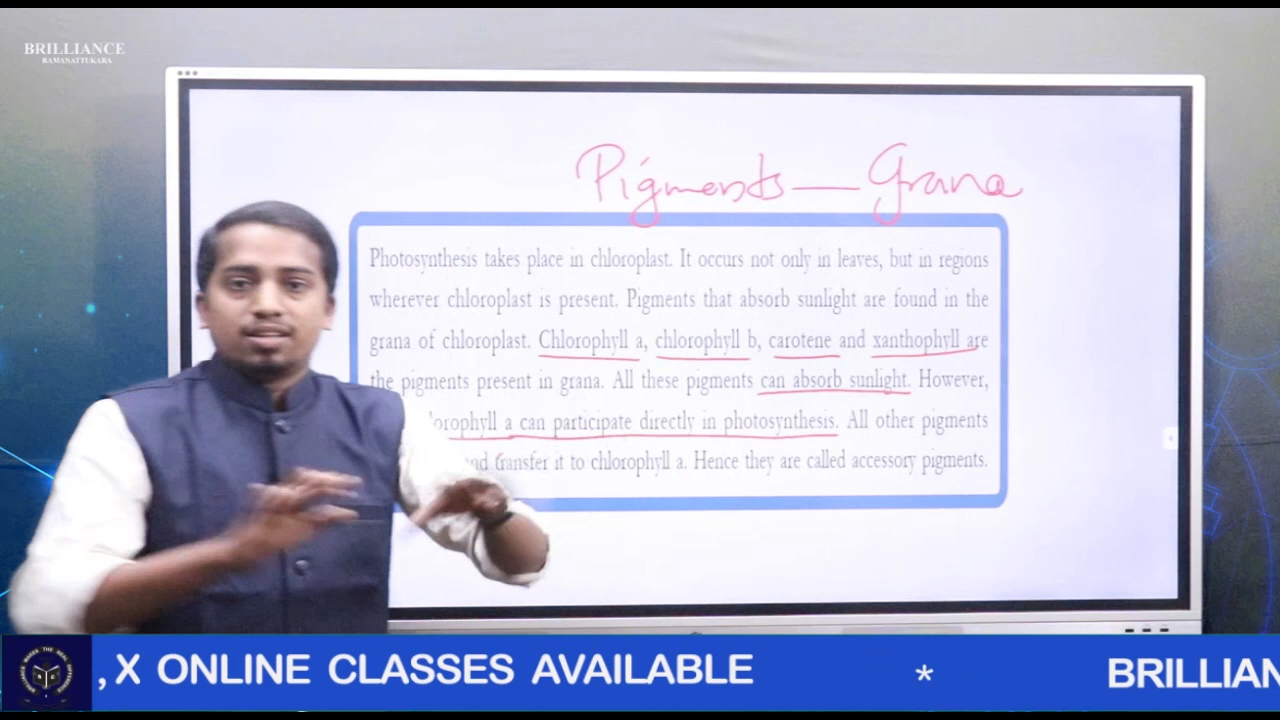 BRILLIANCE
RAMANATTUKARA
Pigments — Grana
Photosynthesis takes place in chloroplast. It occurs not only in leaves, but in regions
wherever chloroplast is present. Pigments that absorb sunlight are found in the
grana of chloroplast. Chlorophyll a, chlorophyll b, carotene and xanthophyll are
the pigments present in grana. All these pigments can absorb sunlight. However,
orophyll a can participate directly in photosynthesis. All other pigments
nd transfer it to chlorophyll a. Hence they are called accessory pigments.
, X ONLINE CLASSES AVAILABLE * BRILLIAN